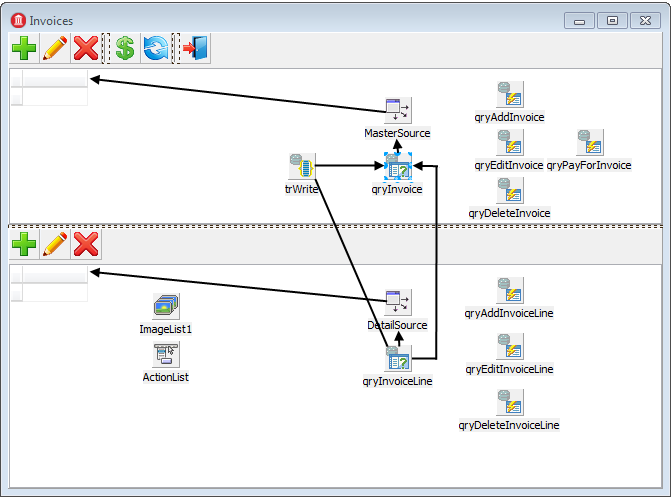 Invoices
qryAddInvoice
MasterSource
qryEditInvoice qryPayForInvoice
trWrite
qryInvoice
qryDeleteInvoice
ImageList1
DetailSource
qryAddInvoiceLine
ActionList
qryInvoiceLine
qryEditInvoiceLine
qryDeleteInvoiceLine